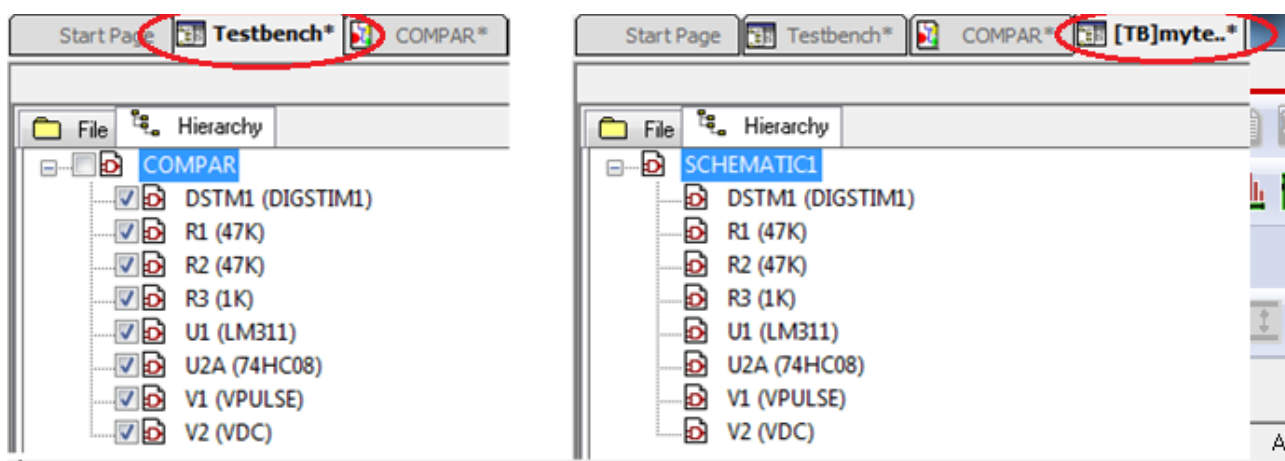 Start Page Testbench* COMPAR*
File Hierarchy
COMPAR
DSTM1 (DIGSTIM1)
R1 (47K)
R2 (47K)
R3 (1K)
U1 (LM311)
U2A (74HC08)
V1 (VPULSE)
V2 (VDC)
Start Page Testbench* COMPAR* [TB]myte..*
File Hierarchy
SCHEMATIC1
DSTM1 (DIGSTIM1)
R1 (47K)
R2 (47K)
R3 (1K)
U1 (LM311)
U2A (74HC08)
V1 (VPULSE)
V2 (VDC)